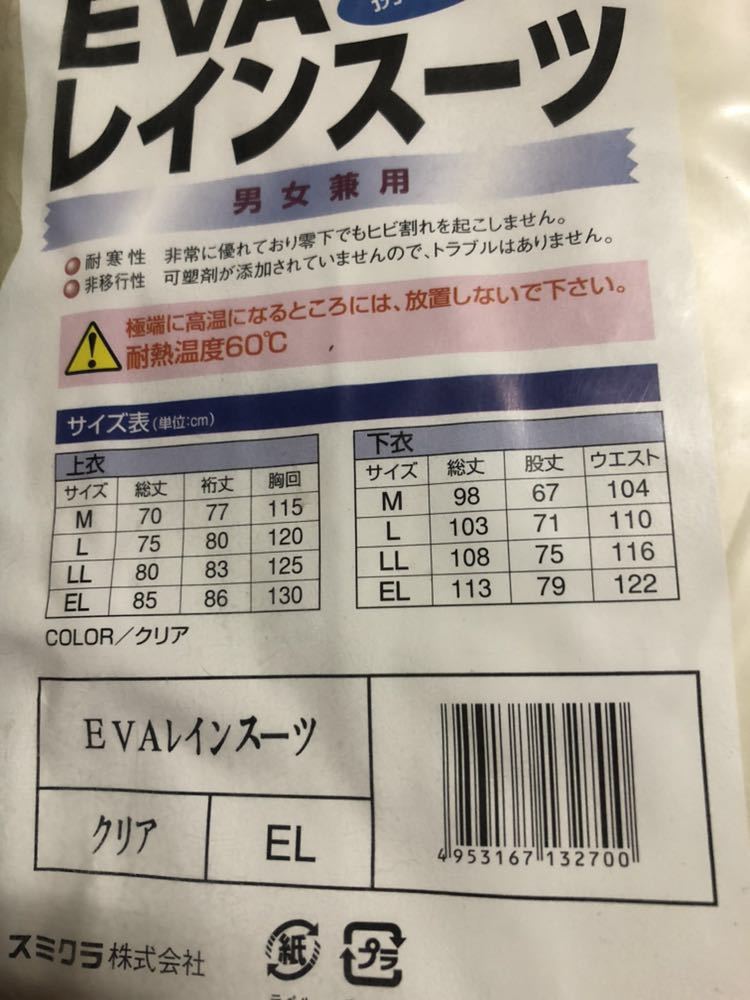 EVA
レインスーツ
男女兼用
●耐寒性 非常に優れており零下でもヒビ割れを起こしません。
●非移行性 可塑剤が添加されていませんので、トラブルはありません。
極端に高温になるところには、放置しないで下さい。
耐熱温度60℃
サイズ表(単位:cm)
上衣
サイズ 総丈 裄丈 胸回
M 70 77 115
L 75 80 120
LL 80 83 125
EL 85 86 130
下衣
サイズ 総丈 股丈 ウエスト
M 98 67 104
L 103 71 110
LL 108 75 116
EL 113 79 122
COLOR/クリア
EVAレインスーツ
クリア EL
4 953167 132700
スミクラ株式会社
紙
プラ